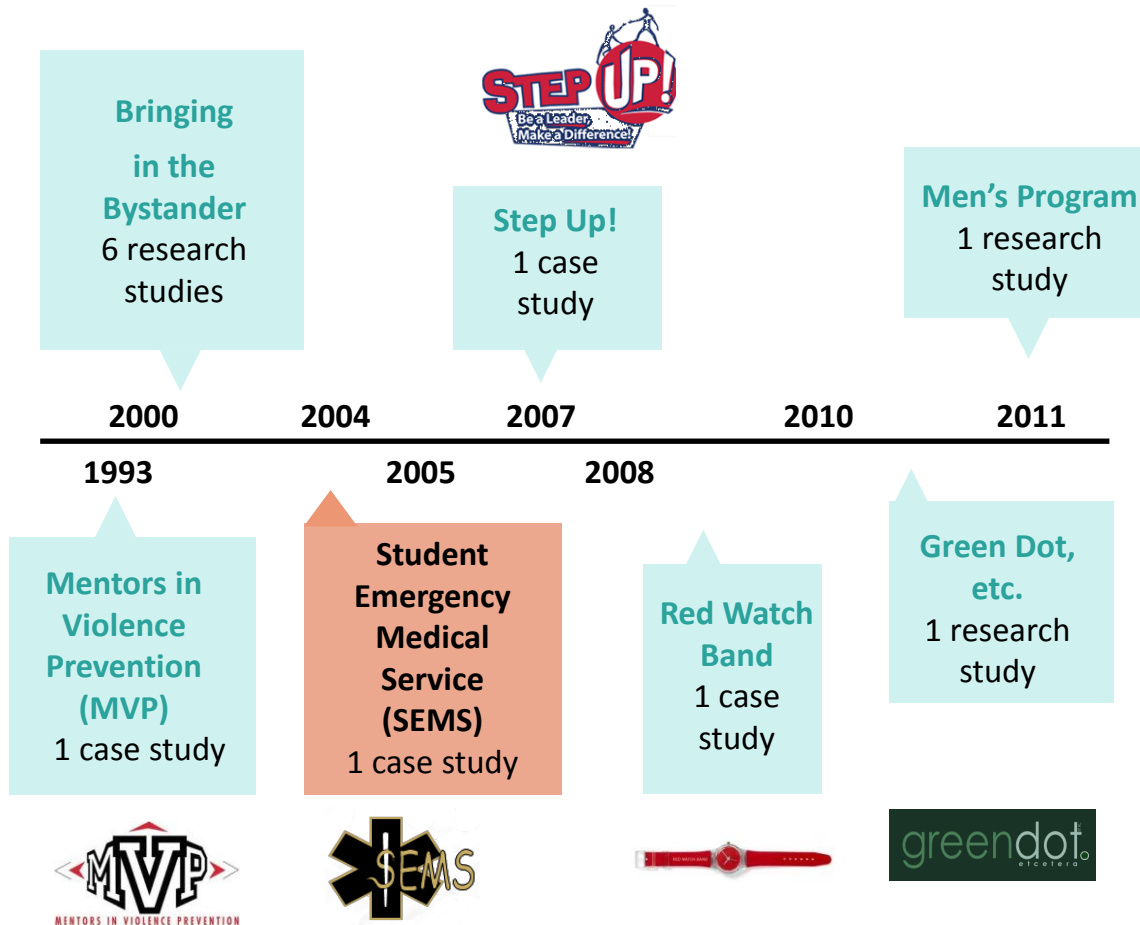 STEP UP!
Be a Leader,
Make a Difference!
Bringing
in the
Bystander
6 research
studies
Step Up!
1 case
study
Men's Program
1 research
study
2000
2004
2007
2010
2011
1993
2005
2008
Mentors in
Violence
Prevention
(MVP)
1 case study
Student
Emergency
Medical
Service
(SEMS)
1 case study
Red Watch
Band
1 case
study
Green Dot,
etc.
1 research
study
MVP
MENTORS IN VIOLENCE PREVENTION
SEMS
RED WATCH BAND
greendot
etcetera